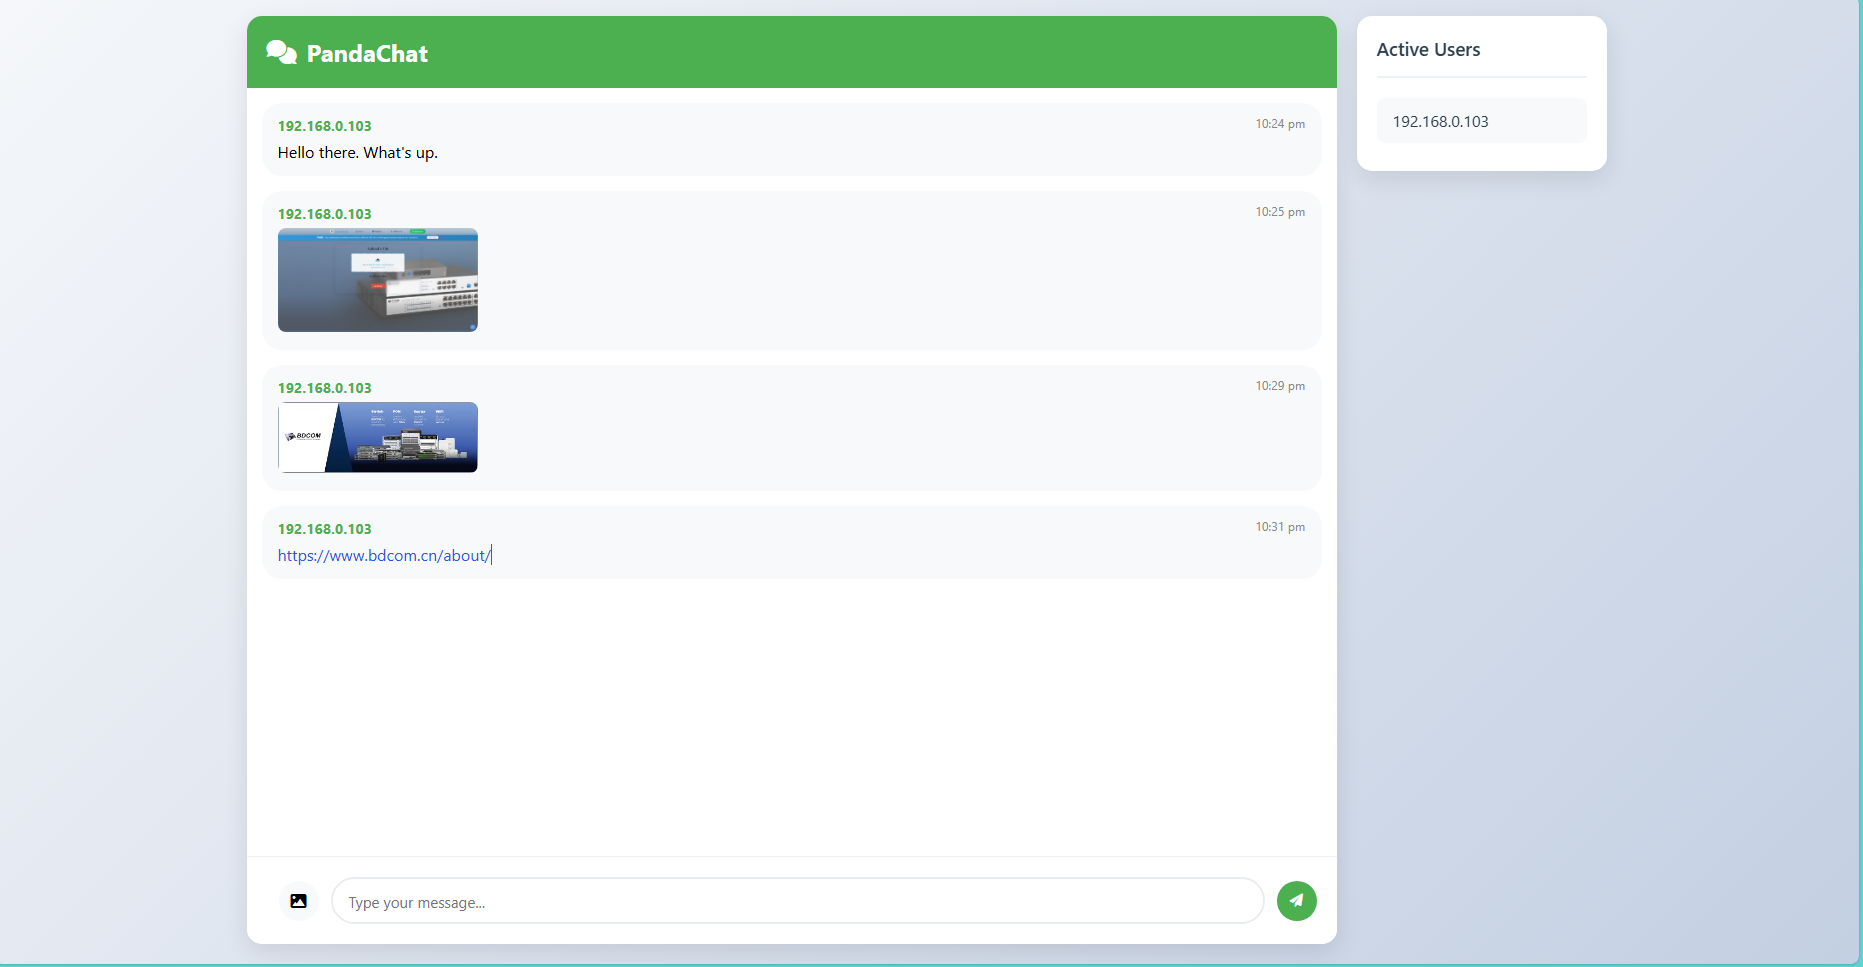 PandaChat
Active Users
192.168.0.103
192.168.0.103
10:24 pm
Hello there. What's up.
192.168.0.103
10:25 pm
192.168.0.103
10:29 pm
BDCOM
192.168.0.103
10:31 pm
https://www.bdcom.cn/about/
Type your message...